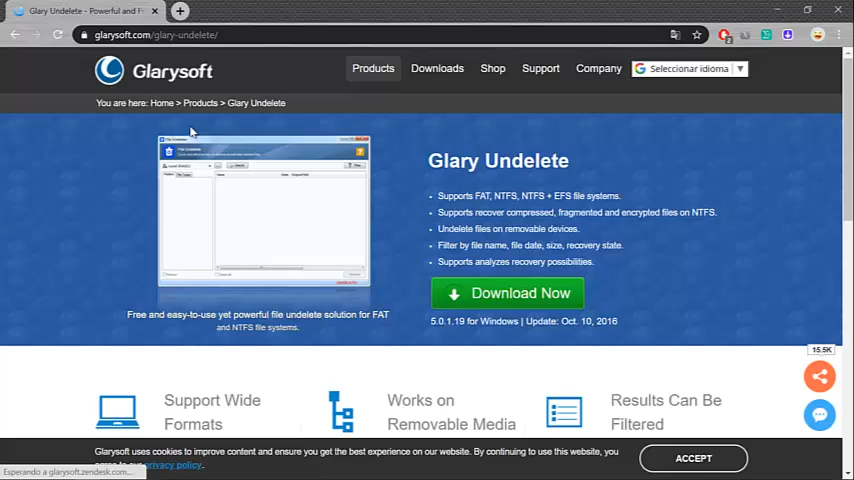 Glary Undelete - Powerful and Fr
glarysoft.com/glary-undelete/
2
Glarysoft
Products
Downloads
Shop
Support
Company
Seleccionar idioma
You are here: Home > Products > Glary Undelete
Glary Undelete
• Supports FAT, NTFS, NTFS + EFS file systems.
• Supports recover compressed, fragmented and encrypted files on NTFS.
• Undelete files on removable devices.
• Filter by file name, file date, size, recovery state.
• Supports analyzes recovery possibilities.
Download Now
5.0.1.19 for Windows | Update: Oct. 10, 2016
Free and easy-to-use yet powerful file undelete solution for FAT
and NTFS file systems.
15.5K
Support Wide
Formats
Works on
Removable Media
Results Can Be
Filtered
Glarysoft uses cookies to improve content and ensure you get the best experience on our website. By continuing to use this website, you
privacy policy.
ACCEPT
Esperando a glarysoft.zendesk.com...